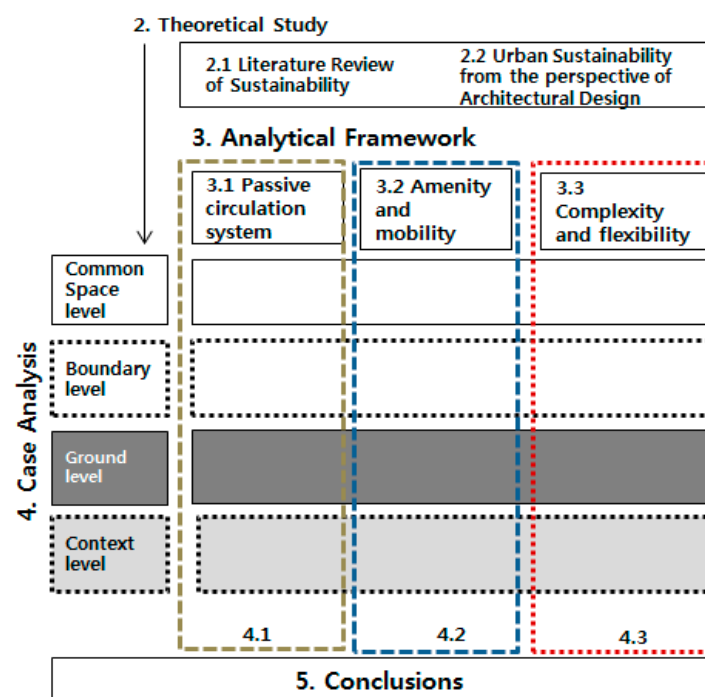 2. Theoretical Study
2.1 Literature Review
of Sustainability
2.2 Urban Sustainability
from the perspective of
Architectural Design
3. Analytical Framework
3.1 Passive
circulation
system
3.2 Amenity
and
mobility
3.3
Complexity
and flexibility
4. Case Analysis
Common
Space
level
Boundary
level
Ground
level
Context
level
4.1
4.2
4.3
5. Conclusions